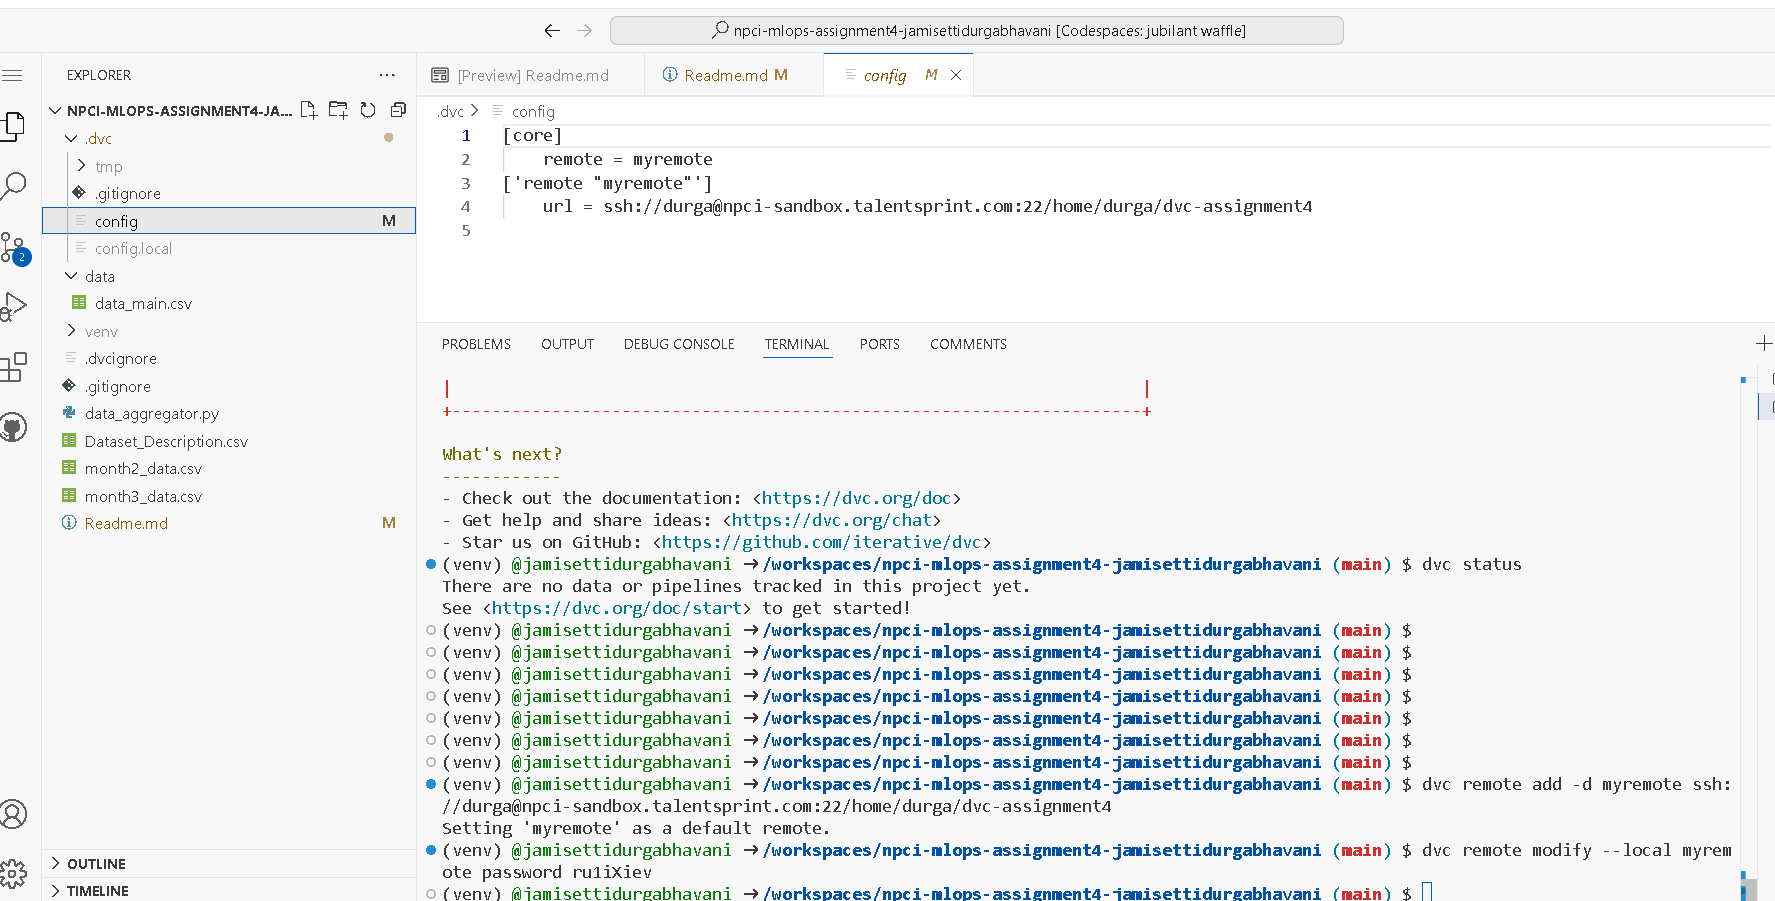 npci-mlops-assignment4-jamisettidurgabhavani [Codespaces: jubilant waffle]
EXPLORER
NPCI-MLOPS-ASSIGNMENT4-JA...
.dvc
tmp
.gitignore
config M
config.local
data
data_main.csv
venv
.dvcignore
.gitignore
data_aggregator.py
Dataset_Description.csv
month2_data.csv
month3_data.csv
Readme.md M
OUTLINE
TIMELINE
2
[Preview] Readme.md
Readme.md M
config M
.dvc > config
1 [core]
2 remote = myremote
3 ['remote "myremote"']
4 url = ssh://durga@npci-sandbox.talentsprint.com:22/home/durga/dvc-assignment4
5
PROBLEMS OUTPUT DEBUG CONSOLE TERMINAL PORTS COMMENTS
| |
+---------------------------------------------------------------------+
What's next?
------------
- Check out the documentation: <https://dvc.org/doc>
- Get help and share ideas: <https://dvc.org/chat>
- Star us on GitHub: <https://github.com/iterative/dvc>
(venv) @jamisettidurgabhavani →/workspaces/npci-mlops-assignment4-jamisettidurgabhavani (main) $ dvc status
There are no data or pipelines tracked in this project yet.
See <https://dvc.org/doc/start> to get started!
(venv) @jamisettidurgabhavani →/workspaces/npci-mlops-assignment4-jamisettidurgabhavani (main) $
(venv) @jamisettidurgabhavani →/workspaces/npci-mlops-assignment4-jamisettidurgabhavani (main) $
(venv) @jamisettidurgabhavani →/workspaces/npci-mlops-assignment4-jamisettidurgabhavani (main) $
(venv) @jamisettidurgabhavani →/workspaces/npci-mlops-assignment4-jamisettidurgabhavani (main) $
(venv) @jamisettidurgabhavani →/workspaces/npci-mlops-assignment4-jamisettidurgabhavani (main) $
(venv) @jamisettidurgabhavani →/workspaces/npci-mlops-assignment4-jamisettidurgabhavani (main) $
(venv) @jamisettidurgabhavani →/workspaces/npci-mlops-assignment4-jamisettidurgabhavani (main) $
(venv) @jamisettidurgabhavani →/workspaces/npci-mlops-assignment4-jamisettidurgabhavani (main) $ dvc remote add -d myremote ssh:
//durga@npci-sandbox.talentsprint.com:22/home/durga/dvc-assignment4
Setting 'myremote' as a default remote.
(venv) @jamisettidurgabhavani →/workspaces/npci-mlops-assignment4-jamisettidurgabhavani (main) $ dvc remote modify --local myrem
ote password ru1iXiev
(venv) @jamisettidurgabhavani →/workspaces/npci-mlops-assignment4-jamisettidurgabhavani (main) $